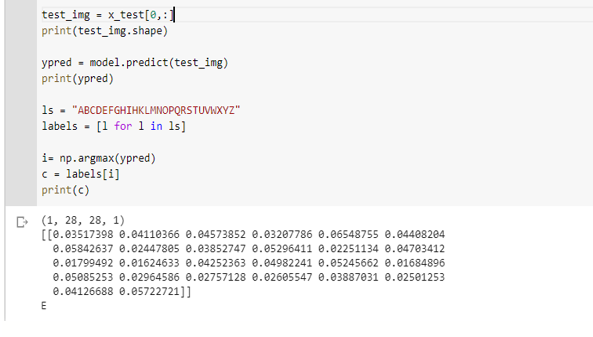 test_img = x_test[0,:]
print(test_img.shape)
ypred = model.predict(test_img)
print(ypred)
ls = "ABCDEFGHIHKLMNOPQRSTUVWXYZ"
labels = [l for l in ls]
i= np.argmax(ypred)
c = labels[i]
print(c)
(1, 28, 28, 1)
[[0.03517398 0.04110366 0.04573852 0.03207786 0.06548755 0.04408204
0.05842637 0.02447805 0.03852747 0.05296411 0.02251134 0.04703412
0.01799492 0.01624633 0.04252363 0.04982241 0.05245662 0.01684896
0.05085253 0.02964586 0.02757128 0.02605547 0.03887031 0.02501253
0.04126688 0.05722721]]
E